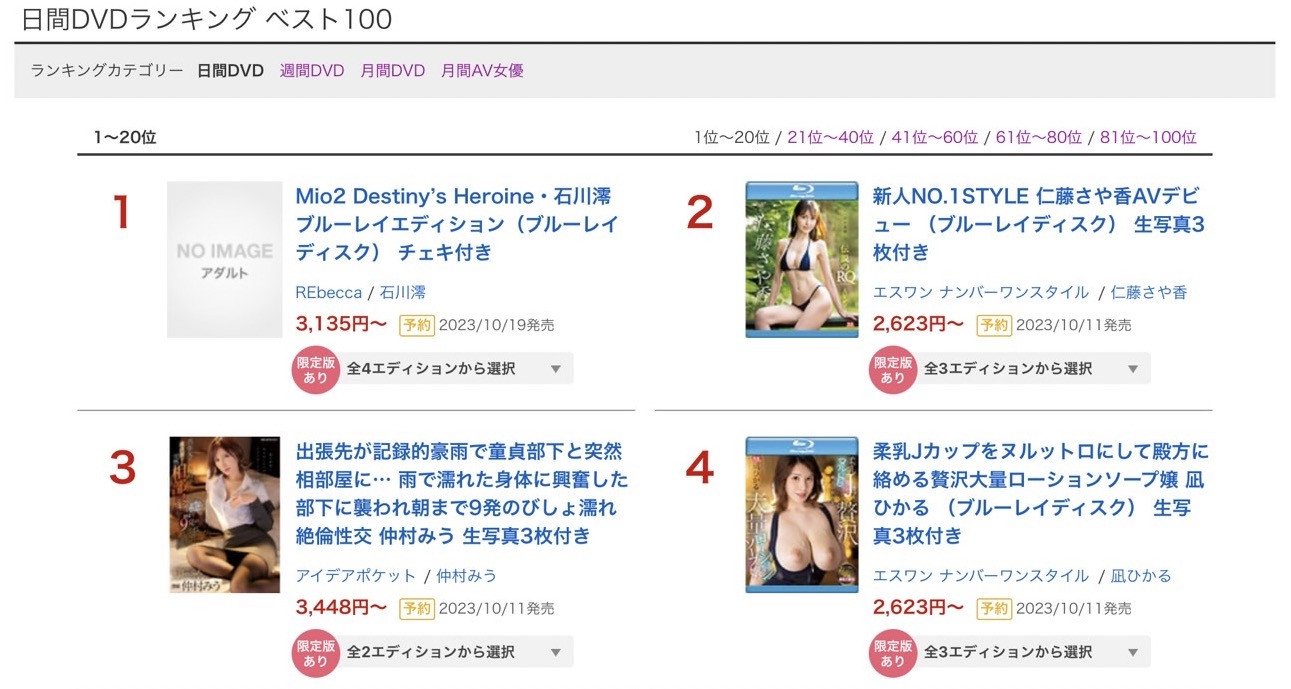 日間DVDランキング ベスト100
ランキングカテゴリー 日間DVD 週間DVD 月間DVD 月間AV女優
1〜20位
1位〜20位 / 21位〜40位 / 41位〜60位 / 61位〜80位 / 81位〜100位
1
NO IMAGE
アダルト
Mio2 Destiny’s Heroine・石川澪
ブルーレイエディション（ブルーレイ
ディスク） チェキ付き
REbecca / 石川澪
3,135円〜 予約 2023/10/19発売
限定版
あり
全4エディションから選択 ▼
2
仁藤さや香
新人NO.1STYLE 仁藤さや香AVデビ
ュー （ブルーレイディスク） 生写真3
枚付き
エスワン ナンバーワンスタイル / 仁藤さや香
2,623円〜 予約 2023/10/11発売
限定版
あり
全3エディションから選択 ▼
3
仲村みう
出張先が記録的豪雨で童貞部下と突然
相部屋に… 雨で濡れた身体に興奮した
部下に襲われ朝まで9発のびしょ濡れ
絶倫性交 仲村みう 生写真3枚付き
アイデアポケット / 仲村みう
3,448円〜 予約 2023/10/11発売
限定版
あり
全2エディションから選択 ▼
4
柔乳Jカップをヌルットロにして殿方に
絡める贅沢大量ローションソープ嬢 凪
ひかる （ブルーレイディスク） 生写
真3枚付き
エスワン ナンバーワンスタイル / 凪ひかる
2,623円〜 予約 2023/10/11発売
限定版
あり
全3エディションから選択 ▼